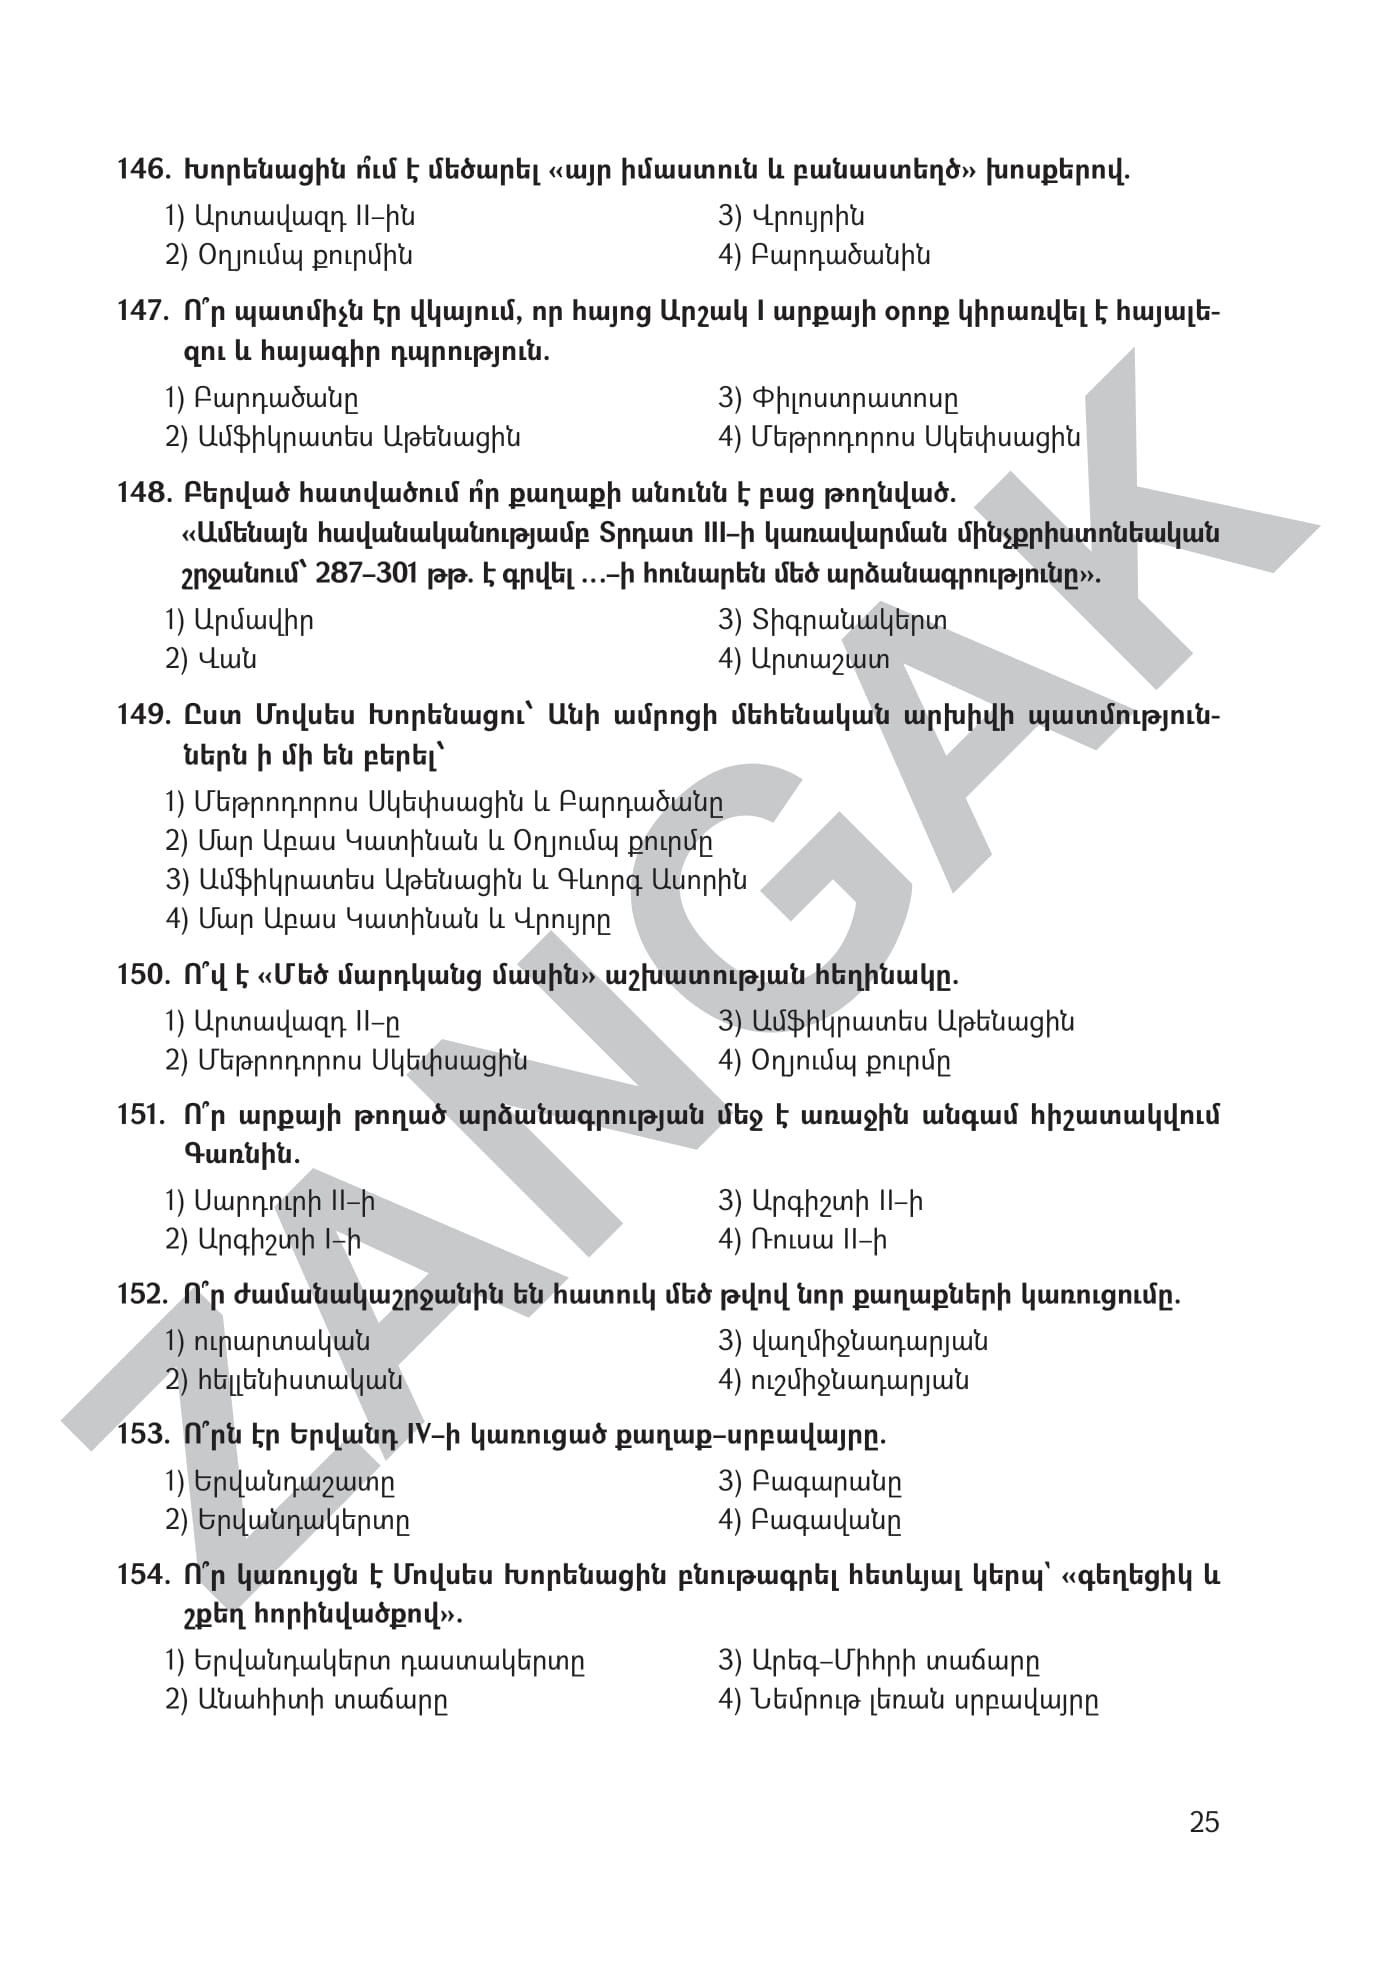 146. Խորենացին ո՞ւմ է մեծարել «այր իմաստուն և բանաստեղծ» խոսքերով.
1) Արտավազդ II–ին
3) Վրույրին
2) Օղյումպ քուրմին
4) Բարդածանին
147. Ո՞ր պատմիչն էր վկայում, որ հայոց Արշակ I արքայի օրոք կիրառվել է հայալե-
զու և հայագիր դպրություն.
1) Բարդածանը
3) Փիլոստրատոսը
2) Ամֆիկրատես Աթենացին
4) Մեթրոդորոս Սկեփսացին
148. Բերված հատվածում ո՞ր քաղաքի անունն է բաց թողնված.
«Ամենայն հավանականությամբ Տրդատ III–ի կառավարման մինչքրիստոնեական
շրջանում՝ 287–301 թթ. է գրվել ...–ի հունարեն մեծ արձանագրությունը».
1) Արմավիր
3) Տիգրանակերտ
2) Վան
4) Արտաշատ
149. Ըստ Մովսես Խորենացու՝ Անի ամրոցի մեհենական արխիվի պատմություն-
ներն ի մի են բերել՝
1) Մեթրոդորոս Սկեփսացին և Բարդածանը
2) Մար Աբաս Կատինան և Օղյումպ քուրմը
3) Ամֆիկրատես Աթենացին և Գևորգ Ասորին
4) Մար Աբաս Կատինան և Վրույրը
150. Ո՞վ է «Մեծ մարդկանց մասին» աշխատության հեղինակը.
1) Արտավազդ II–ը
3) Ամֆիկրատես Աթենացին
2) Մեթրոդորոս Սկեփսացին
4) Օղյումպ քուրմը
151. Ո՞ր արքայի թողած արձանագրության մեջ է առաջին անգամ հիշատակվում
Գառնին.
1) Սարդուրի II–ի
3) Արգիշտի II–ի
2) Արգիշտի I–ի
4) Ռուսա II–ի
152. Ո՞ր ժամանակաշրջանին են հատուկ մեծ թվով նոր քաղաքների կառուցումը.
1) ուրարտական
3) վաղմիջնադարյան
2) հելլենիստական
4) ուշմիջնադարյան
153. Ո՞րն էր Երվանդ IV–ի կառուցած քաղաք–սրբավայրը.
1) Երվանդաշատը
3) Բագարանը
2) Երվանդակերտը
4) Բագավանը
154. Ո՞ր կառույցն է Մովսես Խորենացին բնութագրել հետևյալ կերպ՝ «գեղեցիկ և
շքեղ հորինվածքով».
1) Երվանդակերտ դաստակերտը
3) Արեգ–Միհրի տաճարը
2) Անահիտի տաճարը
4) Նեմրութ լեռան սրբավայրը
25
ZANGAK